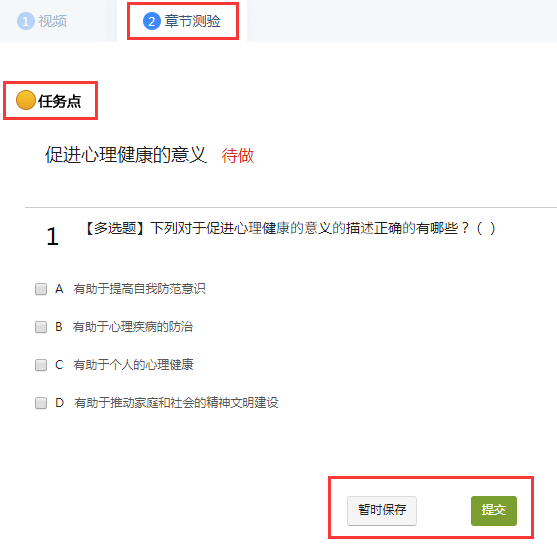 1 视频 2 章节测验
任务点
促进心理健康的意义 待做
1 【多选题】下列对于促进心理健康的意义的描述正确的有哪些？( )
A 有助于提高自我防范意识
B 有助于心理疾病的防治
C 有助于个人的心理健康
D 有助于推动家庭和社会的精神文明建设
暂时保存 提交